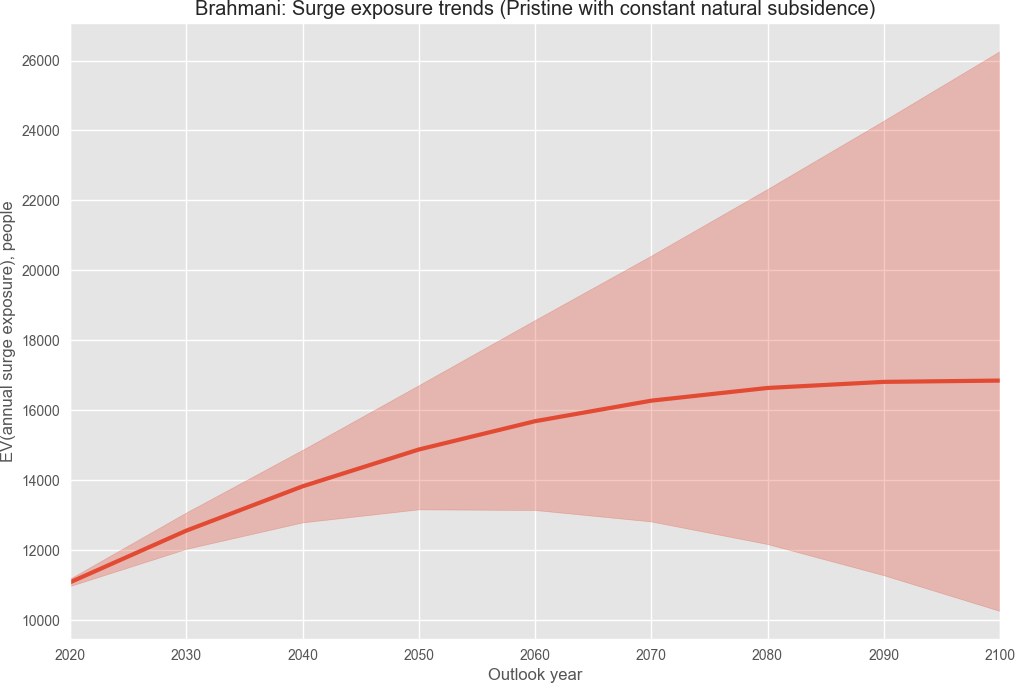 Brahmani: Surge exposure trends (Pristine with constant natural subsidence)
EV(annual surge exposure), people
26000
24000
22000
20000
18000
16000
14000
12000
10000
2020 2030 2040 2050 2060 2070 2080 2090 2100
Outlook year